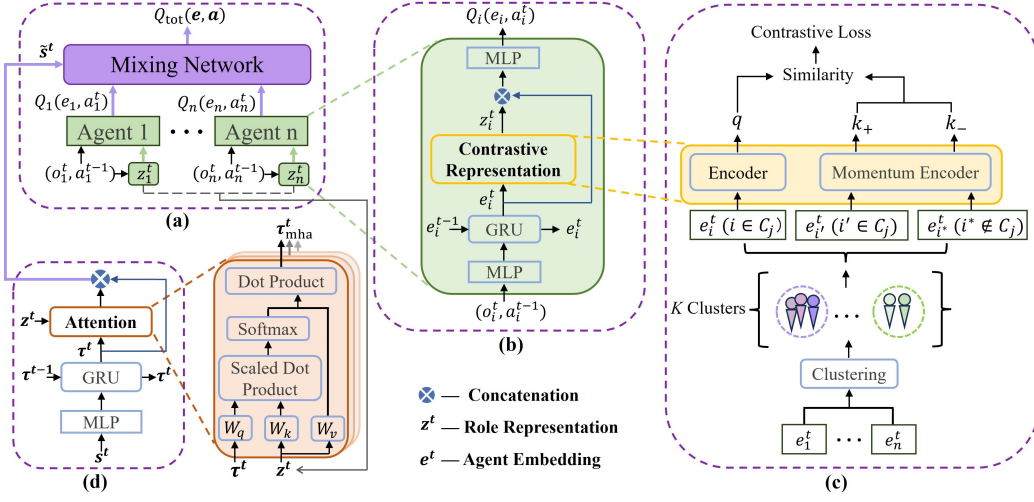 Q_tot(e, a)
s̃^t
Mixing Network
Q_1(e_1, a_1^t)
Q_n(e_n, a_n^t)
Agent 1
• • •
Agent n
(o_1^t, a_1^{t-1})
z_1^t
(o_n^t, a_n^{t-1})
z_n^t
(a)
z^t
Attention
τ^t
τ^{t-1}
GRU
τ^t
MLP
s^t
(d)
τ_mha^t
Dot Product
Softmax
Scaled Dot
Product
W_q
W_k
W_v
τ^t
z^t
Q_i(e_i, a_i^t)
MLP
z_i^t
Contrastive
Representation
e_i^t
e_i^{t-1}
GRU
e_i^t
MLP
(o_i^t, a_i^{t-1})
(b)
— Concatenation
z^t — Role Representation
e^t — Agent Embedding
Contrastive Loss
Similarity
q
k_+
k_-
Encoder
Momentum Encoder
e_i^t (i ∈ C_j)
e_{i'}^t (i' ∈ C_j)
e_{i*}^t (i* ∉ C_j)
K Clusters
• • •
Clustering
e_1^t
• • •
e_n^t
(c)